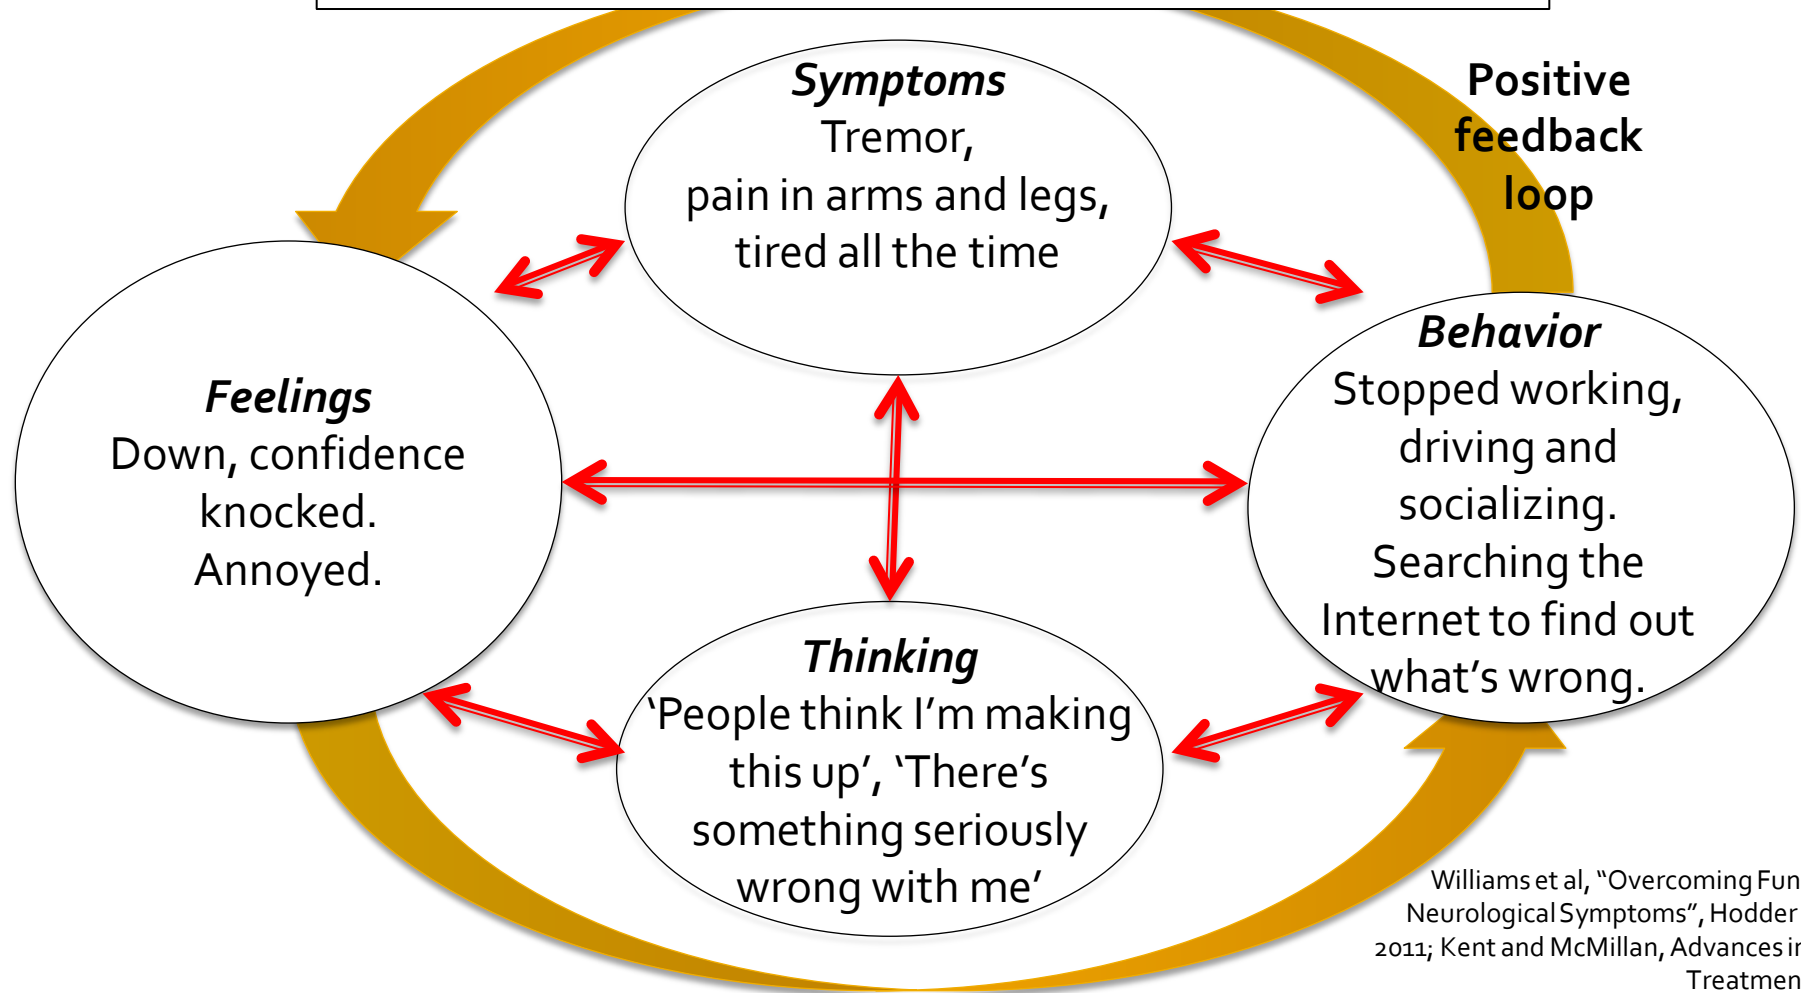 Symptoms
Tremor,
pain in arms and legs,
tired all the time
Positive
feedback
loop
Feelings
Down, confidence
knocked.
Annoyed.
Behavior
Stopped working,
driving and
socializing.
Searching the
Internet to find out
what's wrong.
Thinking
‘People think I'm making
this up’, ‘There's
something seriously
wrong with me’
Williams et al, “Overcoming Fun
Neurological Symptoms”, Hodder
2011; Kent and McMillan, Advances in
Treatmen